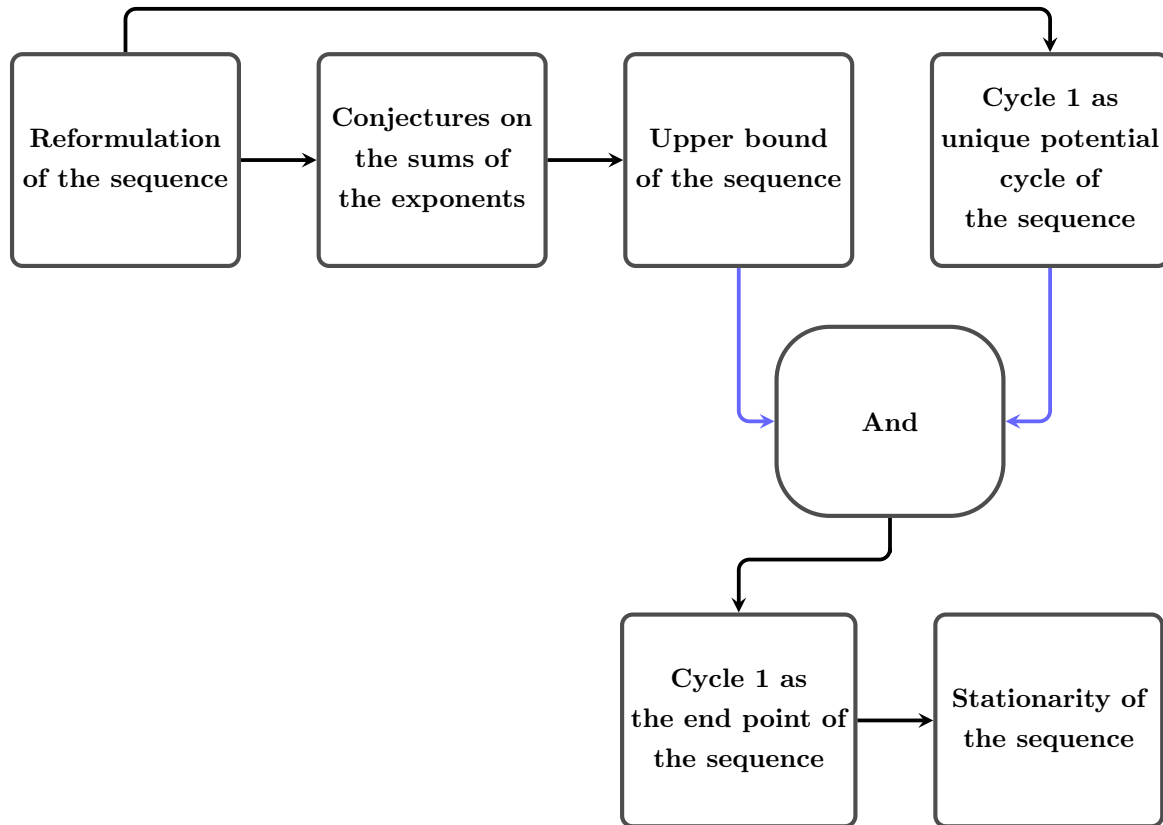 Reformulation
of the sequence
Conjectures on
the sums of
the exponents
Upper bound
of the sequence
Cycle 1 as
unique potential
cycle of
the sequence
And
Cycle 1 as
the end point of
the sequence
Stationarity of
the sequence